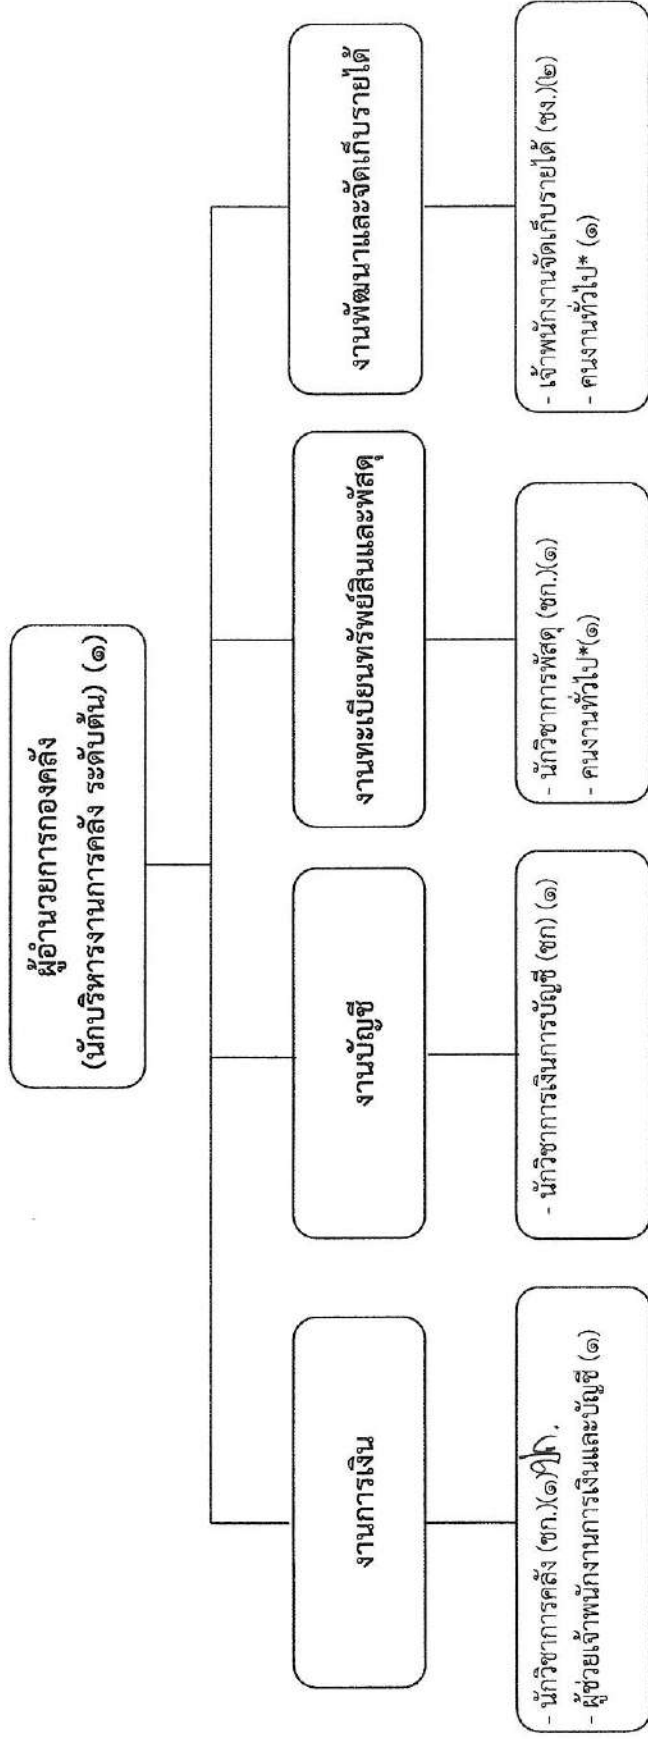 ผู้อำนวยการกองคลัง
(นักบริหารงานการคลัง ระดับต้น) (๑)
งานการเงิน
งานบัญชี
งานทะเบียนทรัพย์สินและพัสดุ
งานพัฒนาและจัดเก็บรายได้
- นักวิชาการคลัง (ชก.)(๑)
- ผู้ช่วยเจ้าพนักงานการเงินและบัญชี (๑)
- นักวิชาการเงินการบัญชี (ชก) (๑)
- นักวิชาการพัสดุ (ชก.)(๑)
- คนงานทั่วไป*(๑)
- เจ้าพนักงานจัดเก็บรายได้ (ชง.)(๒)
- คนงานทั่วไป* (๑)